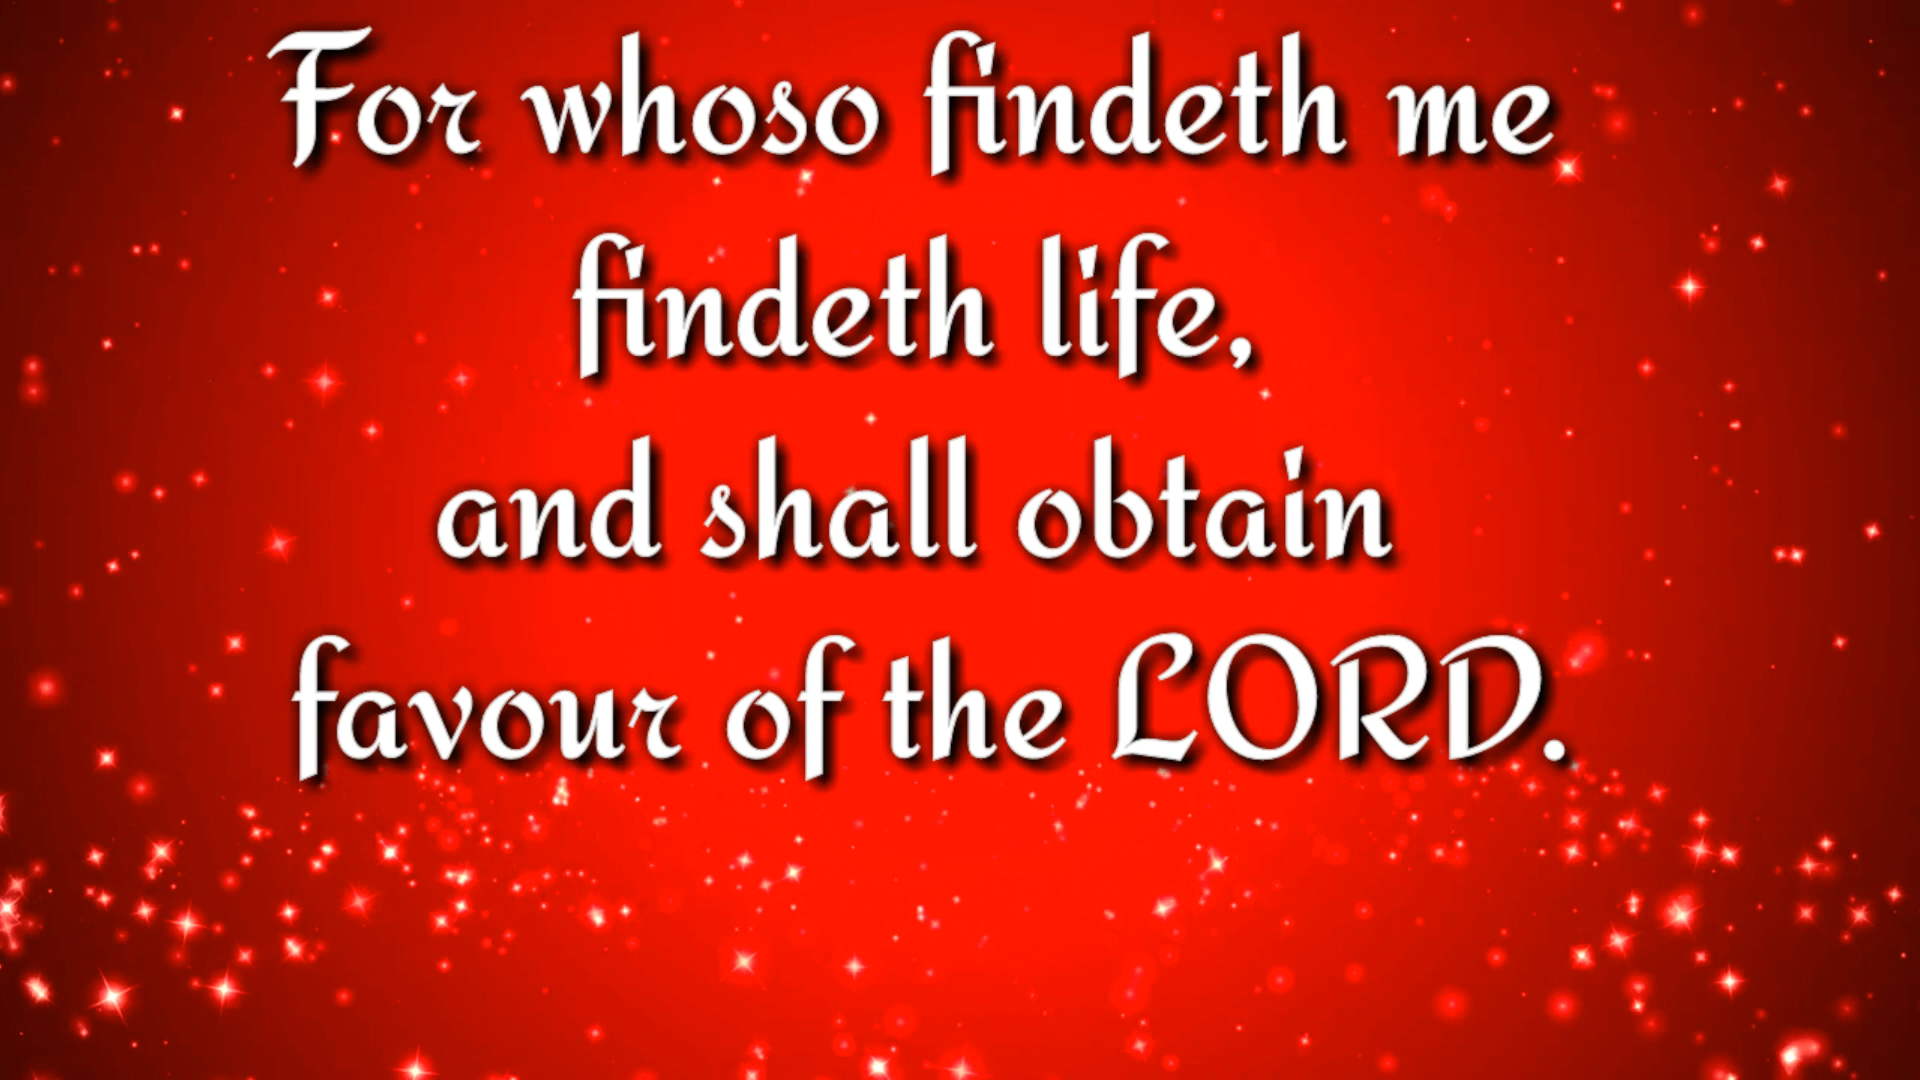 For whoso findeth me
findeth life,
and shall obtain
favour of the LORD.